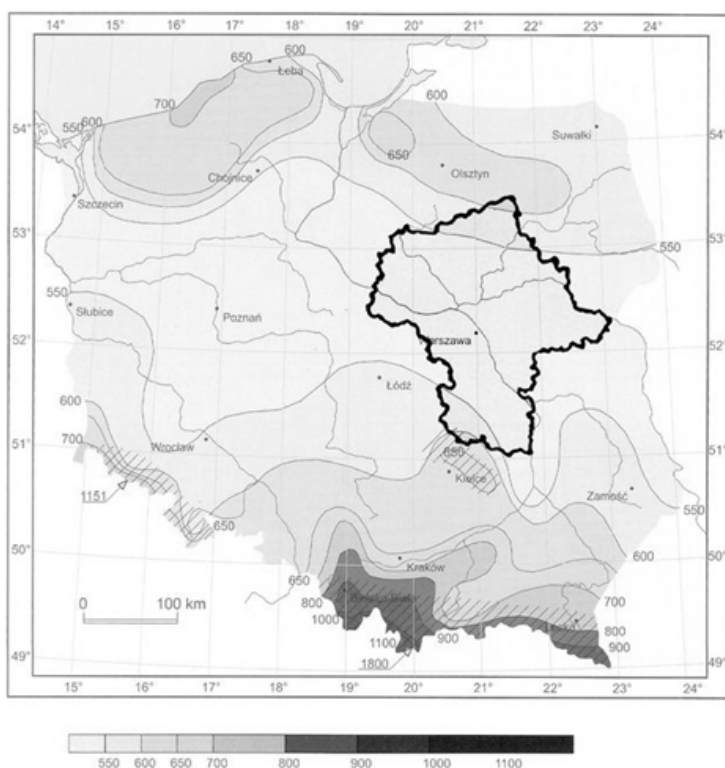 15° 16° 17° 18° 19° 20° 21° 22° 23° 24°
650 600
Łeba
700
600
54° 550 600 54°
Suwałki
650
Olsztyn
Chojnice
Szczecin
53° 53°
550
550
Słubice
Poznań
52° Warszawa 52°
Łódź
600
700
51° Wrocław 51°
650
Kielce
1151
Zamość
550
650
50° 50°
600
Kraków
650
0 100 km
800
Bielsko-Biała
700
1000
800
1100 900
900
49° 1800 49°
15° 16° 17° 18° 19° 20° 21° 22° 23° 24°
550 600 650 700 800 900 1000 1100